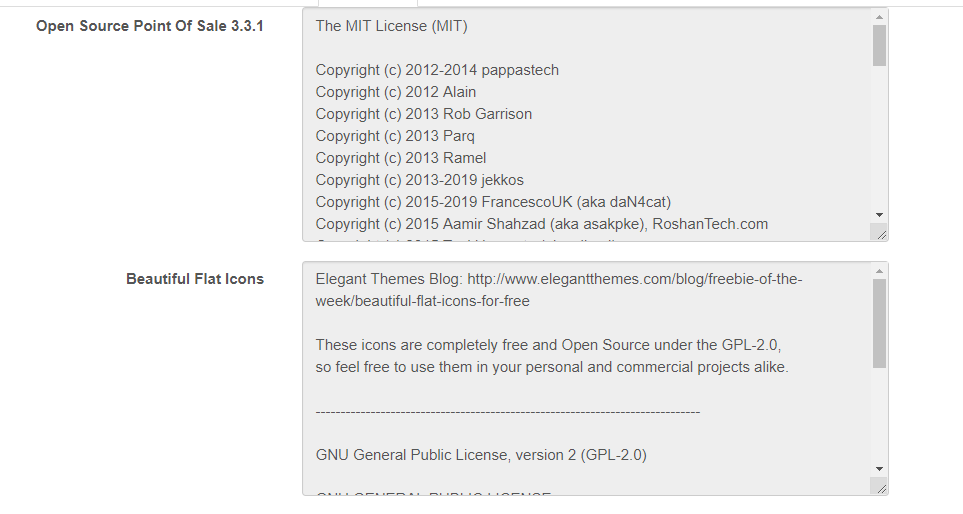 Open Source Point Of Sale 3.3.1
The MIT License (MIT)
Copyright (c) 2012-2014 pappastech
Copyright (c) 2012 Alain
Copyright (c) 2013 Rob Garrison
Copyright (c) 2013 Parq
Copyright (c) 2013 Ramel
Copyright (c) 2013-2019 jekkos
Copyright (c) 2015-2019 FrancescoUK (aka daN4cat)
Copyright (c) 2015 Aamir Shahzad (aka asakpke), RoshanTech.com
Beautiful Flat Icons
Elegant Themes Blog: http://www.elegantthemes.com/blog/freebie-of-the-
week/beautiful-flat-icons-for-free
These icons are completely free and Open Source under the GPL-2.0,
so feel free to use them in your personal and commercial projects alike.
-----------------------------------------------------------------------------
GNU General Public License, version 2 (GPL-2.0)
GNU GENERAL PUBLIC LICENSE